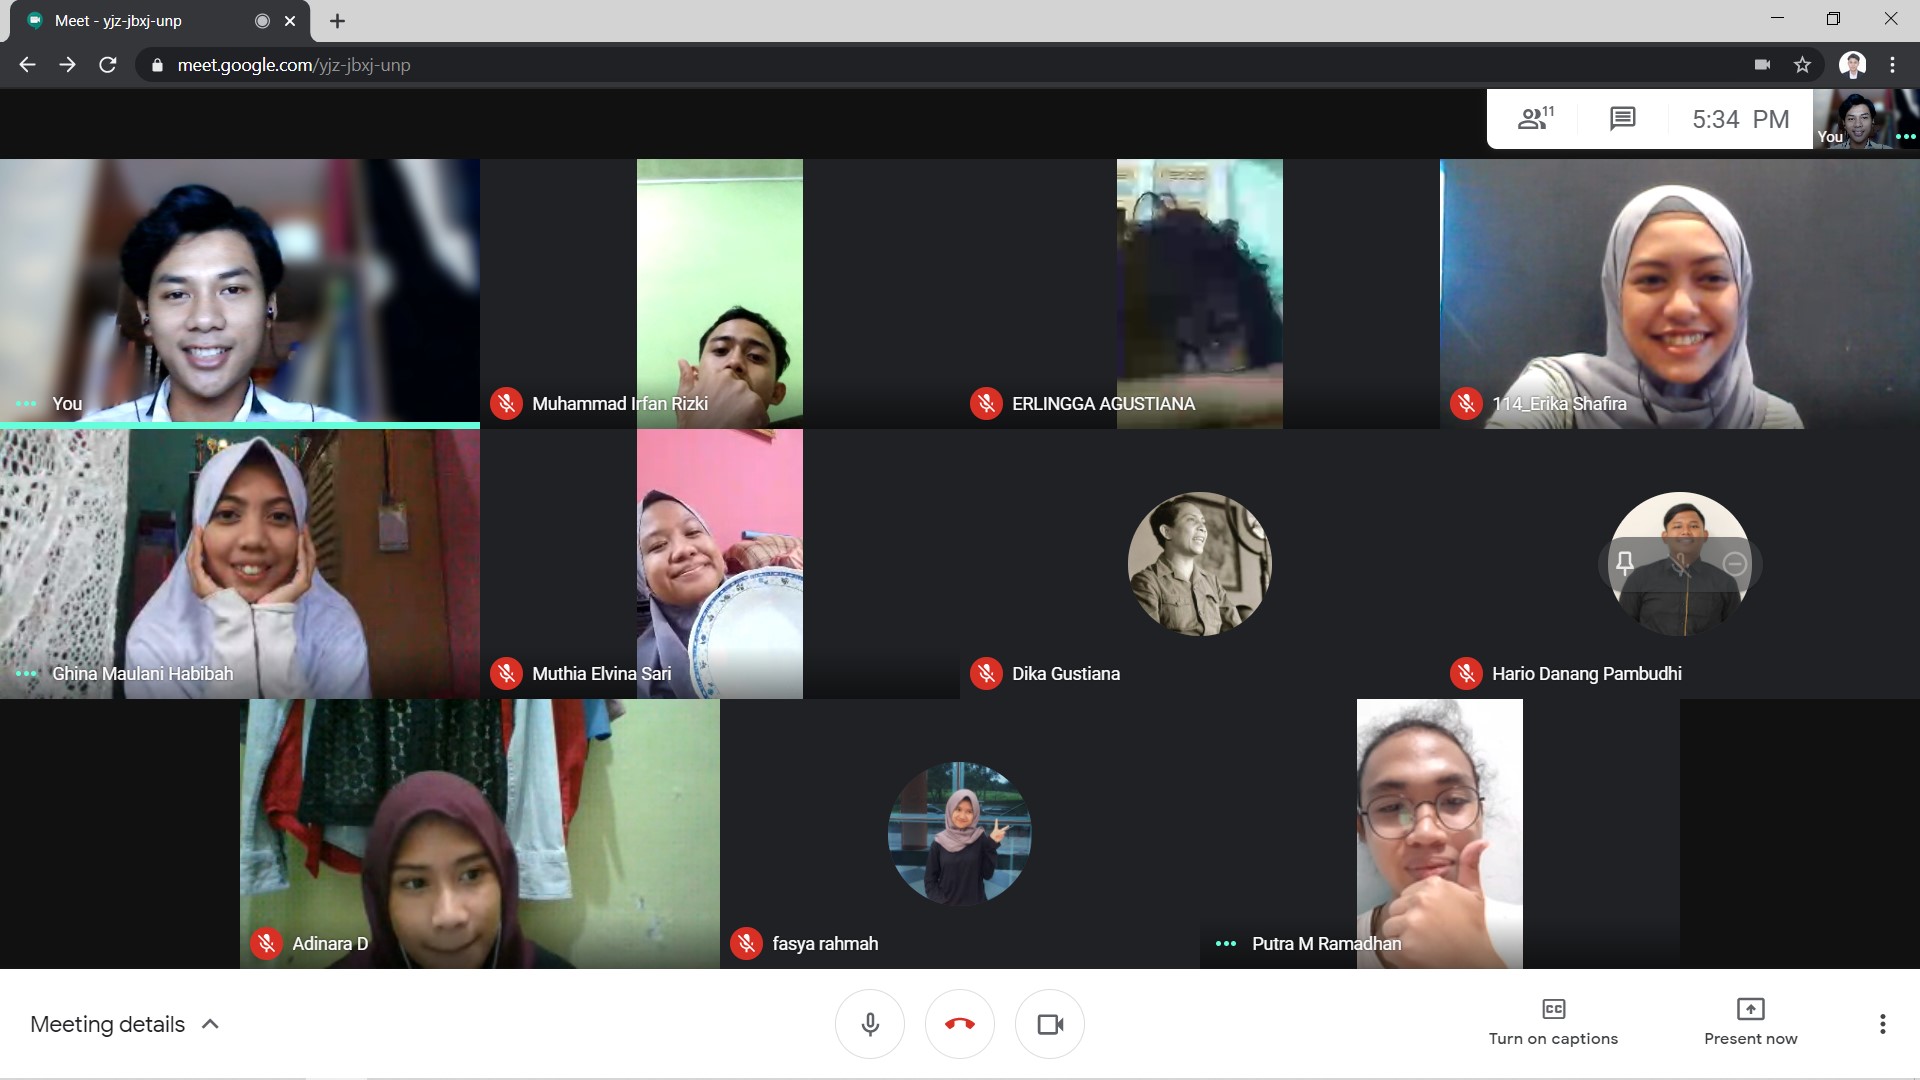 Meet - yjz-jbxj-unp
meet.google.com/yjz-jbxj-unp
11
5:34 PM
You
You
Muhammad Irfan Rizki
ERLINGGA AGUSTIANA
114_Erika Shafira
Ghina Maulani Habibah
Muthia Elvina Sari
Dika Gustiana
Hario Danang Pambudhi
Adinara D
fasya rahmah
Putra M Ramadhan
Meeting details
CC
Turn on captions
Present now